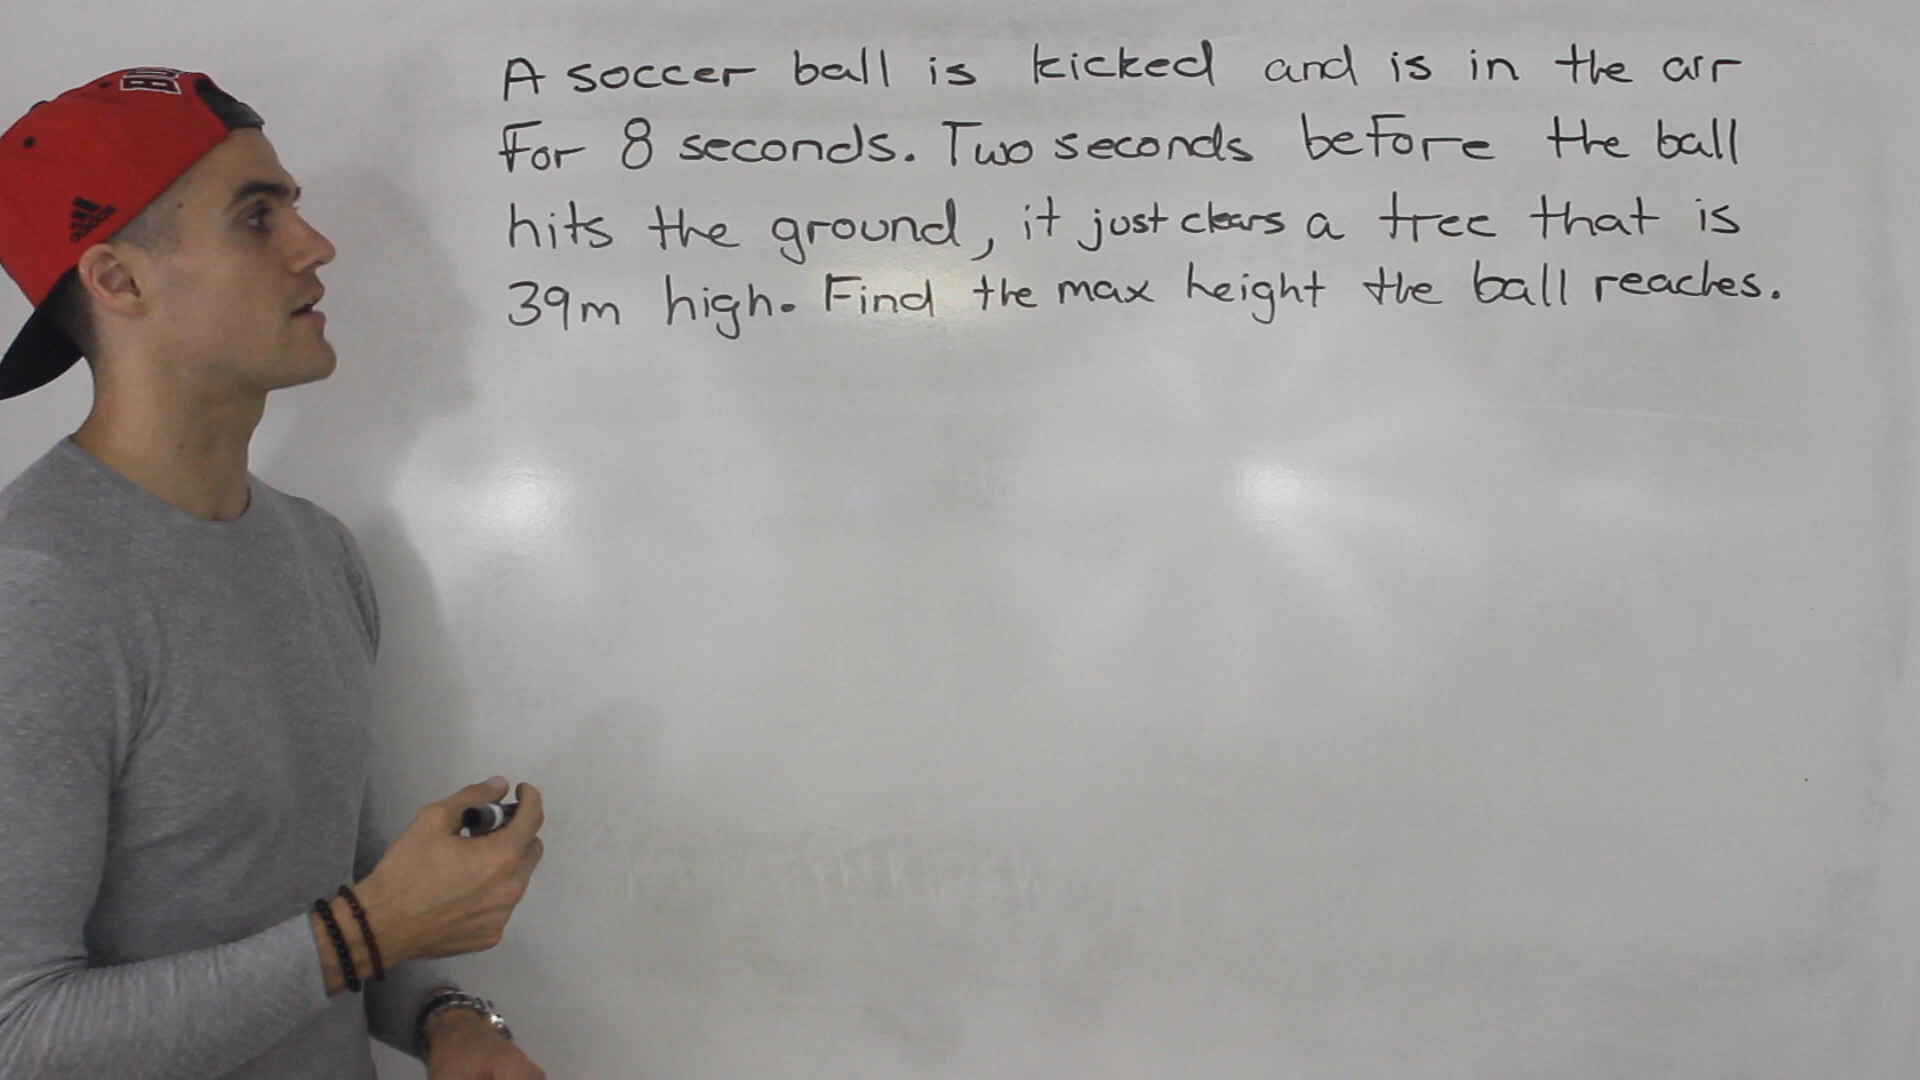 A soccer ball is kicked and is in the air
for 8 seconds. Two seconds before the ball
hits the ground, it just clears a tree that is
39m high. Find the max height the ball reaches.
adidas